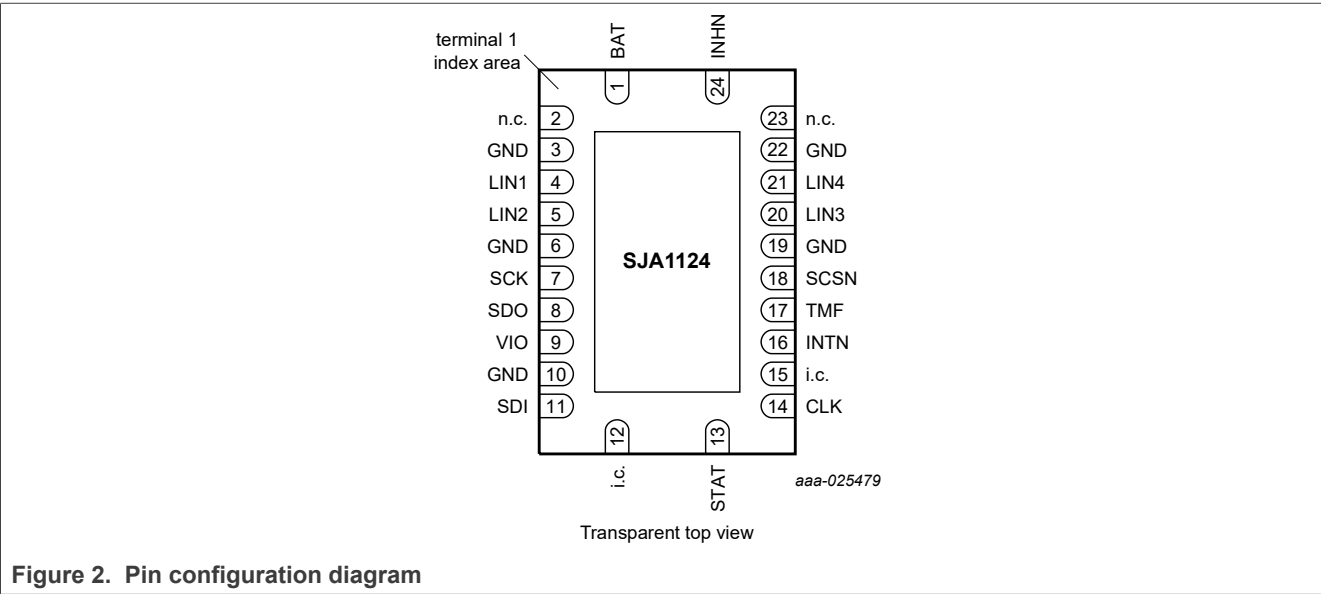 terminal 1
index area
BAT
INHN
1
24
n.c. 2
23 n.c.
GND 3
22 GND
LIN1 4
21 LIN4
LIN2 5
20 LIN3
GND 6
19 GND
SJA1124
SCK 7
18 SCSN
SDO 8
17 TMF
VIO 9
16 INTN
GND 10
15 i.c.
SDI 11
14 CLK
12
13
i.c.
STAT
aaa-025479
Transparent top view
Figure 2. Pin configuration diagram